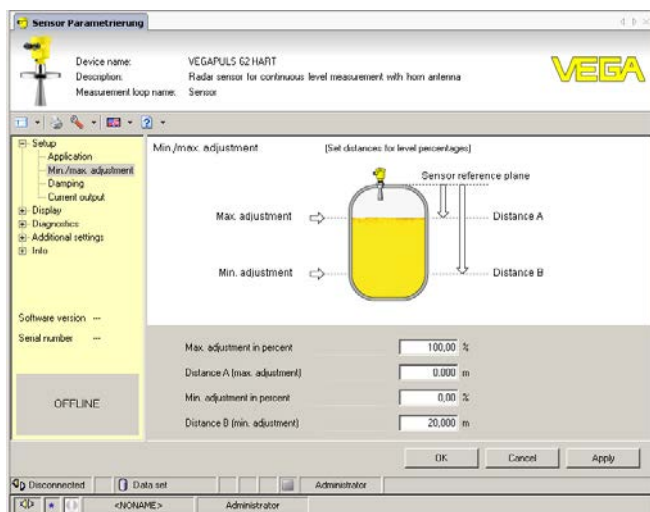 Sensor Parametrierung
Device name: VEGAPULS 62 HART
Description: Radar sensor for continuous level measurement with horn antenna
Measurement loop name: Sensor
VEGA
Setup
Application
Min./max. adjustment
Damping
Current output
Display
Diagnostics
Additional settings
Info
Software version ---
Serial number ---
OFFLINE
Min./max. adjustment (Set distances for level percentages)
Sensor reference plane
Max. adjustment Distance A
Min. adjustment Distance B
Max. adjustment in percent 100,00 %
Distance A (max. adjustment) 0.000 m
Min. adjustment in percent 0,00 %
Distance B (min. adjustment) 20,000 m
OK Cancel Apply
Disconnected Data set Administrator
<NONAME> Administrator